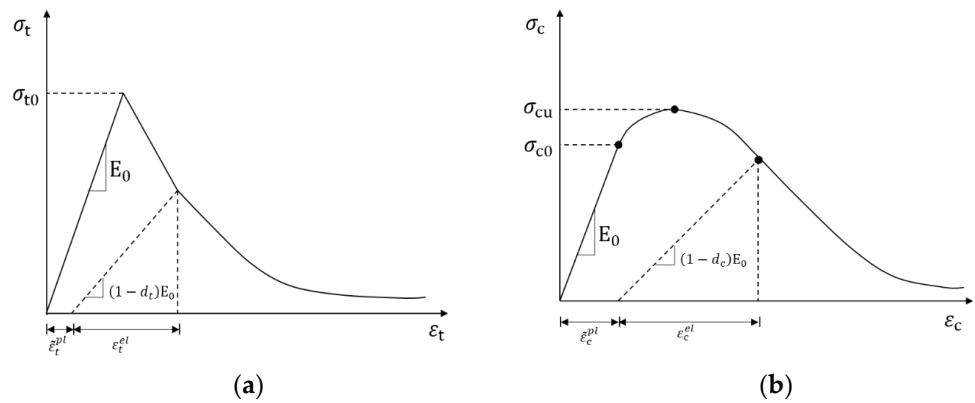 σt
σt0
E0
(1 − dt)E0
εt
ε̃t^pl
εt^el
(a)
σc
σcu
σc0
E0
(1 − dc)E0
εc
ε̃c^pl
εc^el
(b)